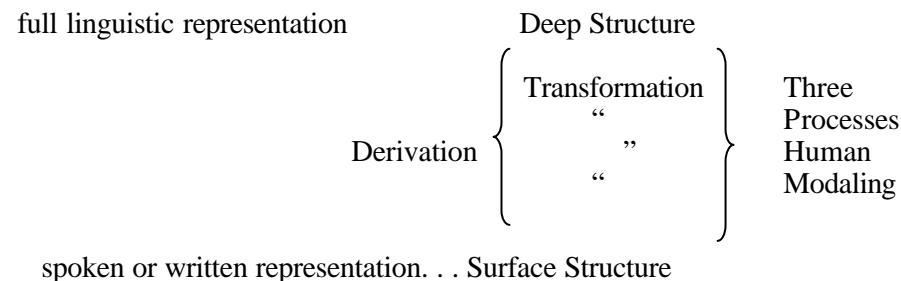 full linguistic representation Deep Structure
Transformation Three
“ Processes
Derivation ” Human
“ Modaling
spoken or written representation. . . Surface Structure